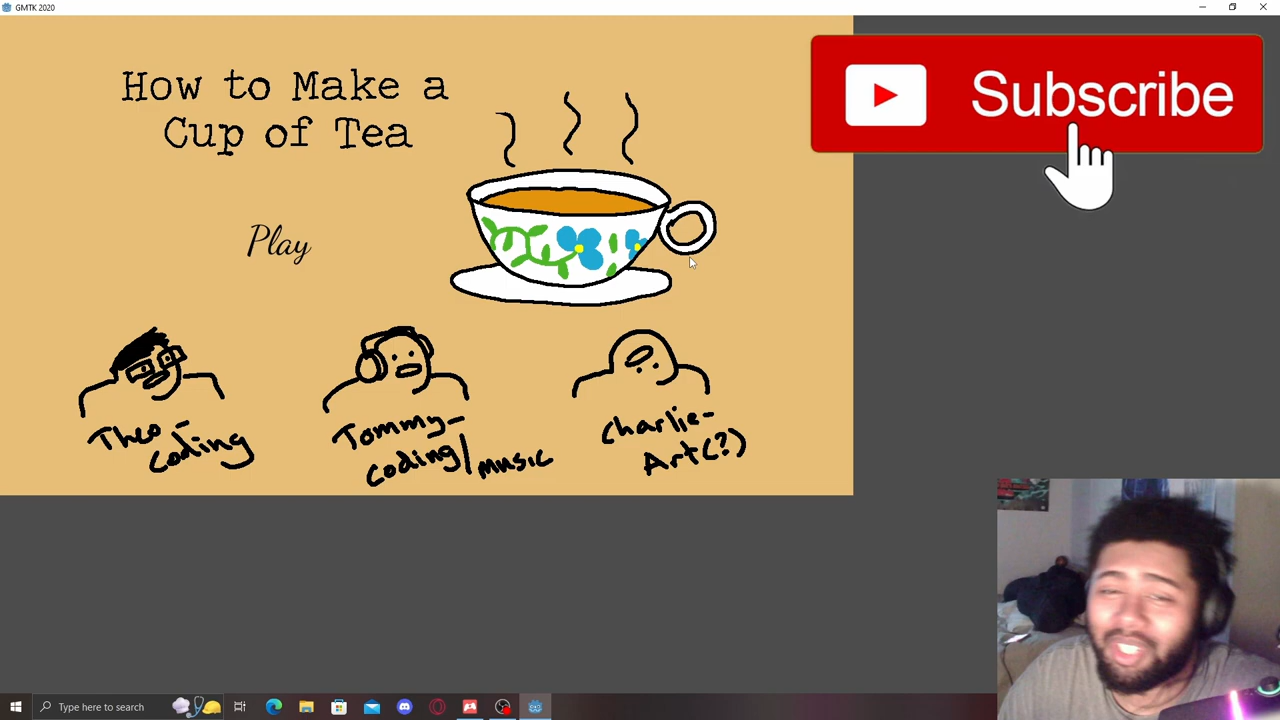 GMTK 2020
How to Make a
Cup of Tea
Subscribe
Play
Theo-
coding
Tommy-
coding/music
Charlie-
Art(?)
Type here to search